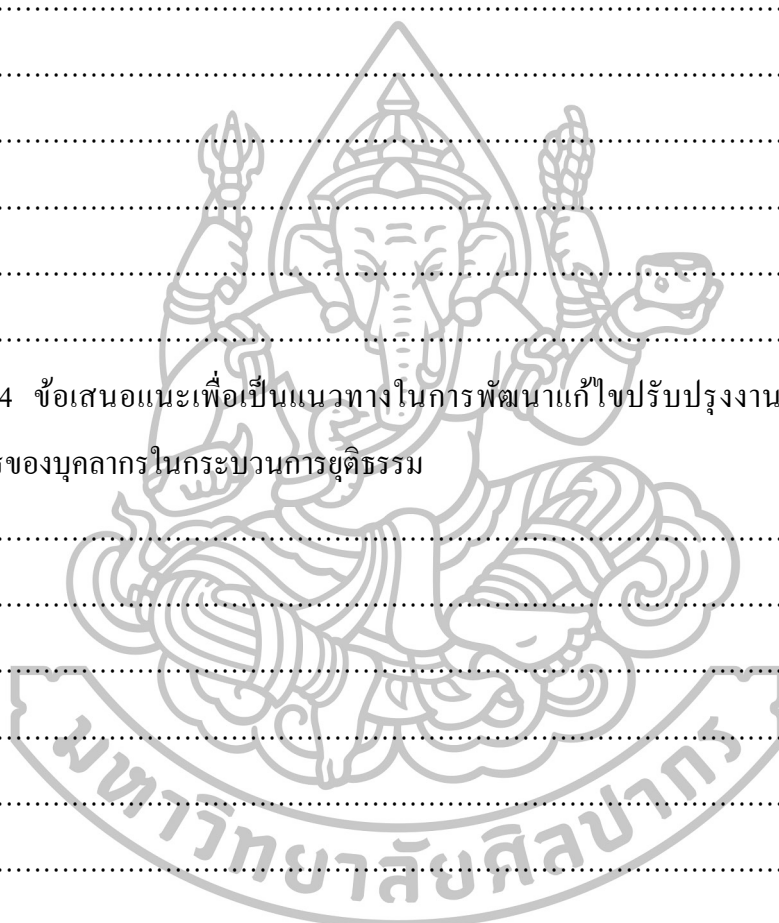 4 ข้อเสนอแนะเพื่อเป็นแนวทางในการพัฒนาแก้ไขปรับปรุงงาน
ของบุคลากรในกระบวนการยุติธรรม
มหาวิทยาลัยศิลปากร